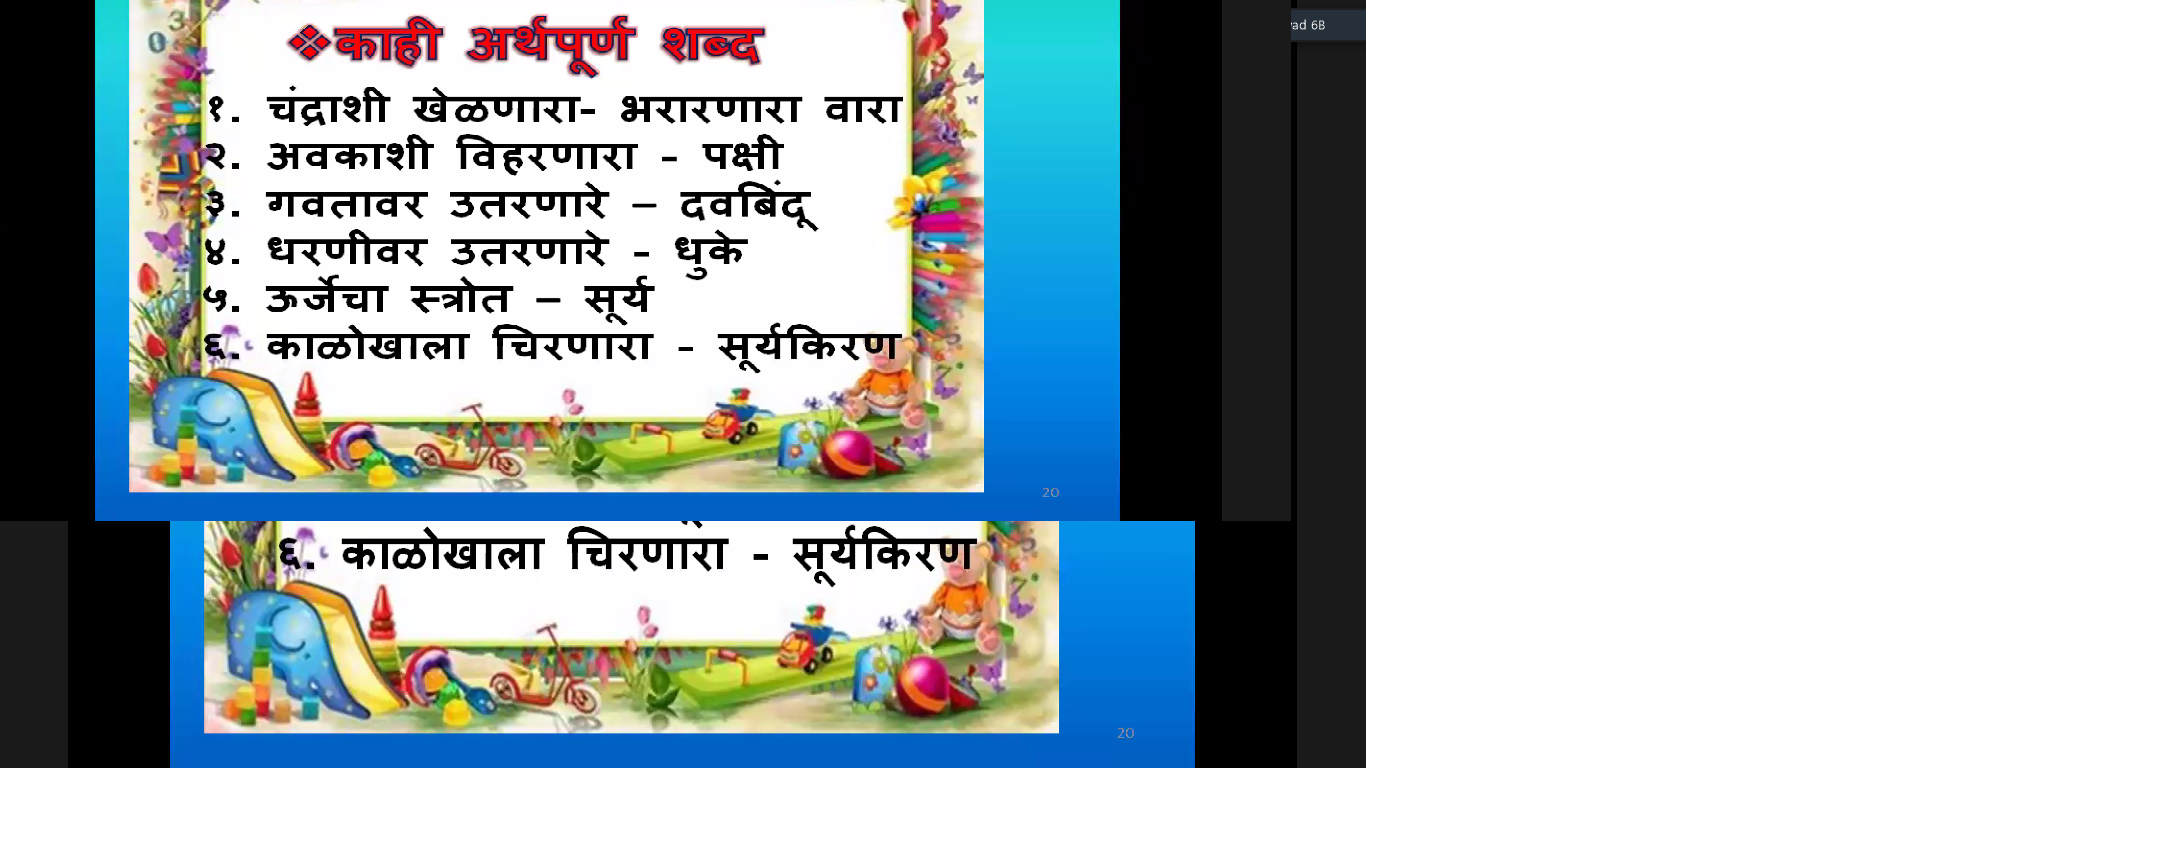 ❖काही अर्थपूर्ण शब्द
१. चंद्राशी खेळणारा- भरारणारा वारा
२. अवकाशी विहरणारा - पक्षी
३. गवतावर उतरणारे – दवबिंदू
४. धरणीवर उतरणारे - धुके
५. ऊर्जेचा स्त्रोत – सूर्य
६. काळोखाला चिरणारा - सूर्यकिरण
20
६. काळोखाला चिरणारा - सूर्यकिरण
20
6B